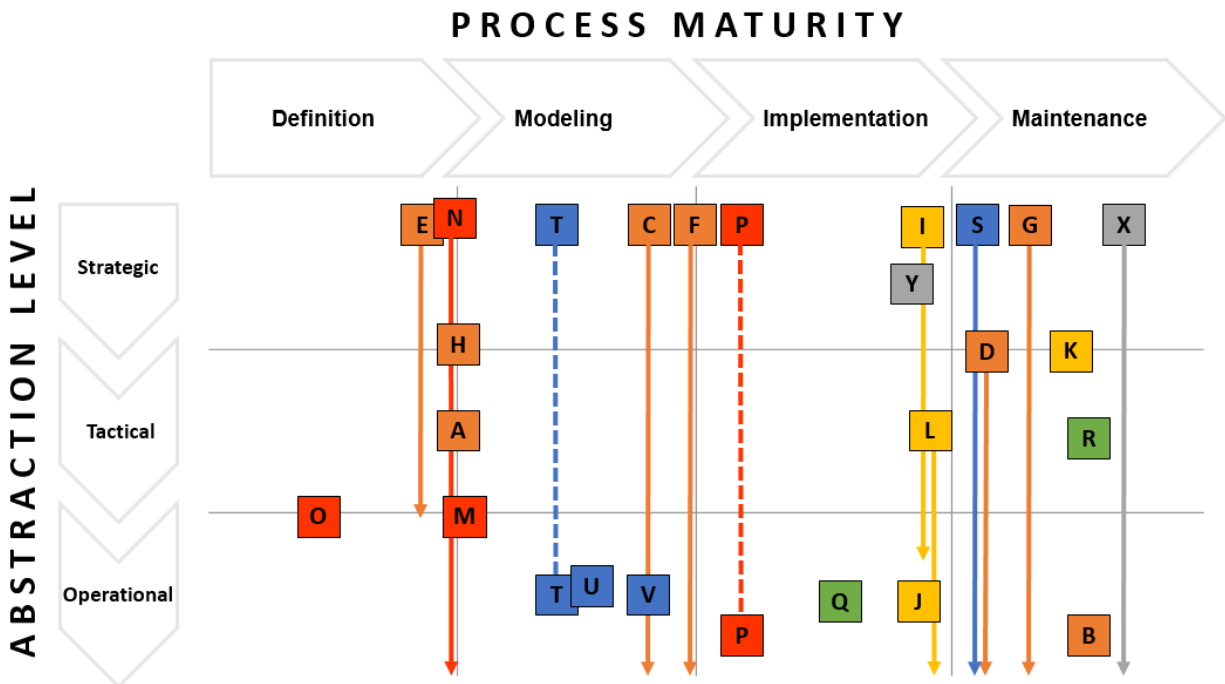 PROCESS MATURITY
Definition
Modeling
Implementation
Maintenance
ABSTRACTION LEVEL
Strategic
E
N
T
C
F
P
I
S
G
X
Y
H
D
K
Tactical
A
L
R
O
M
Operational
T
U
V
Q
J
P
B